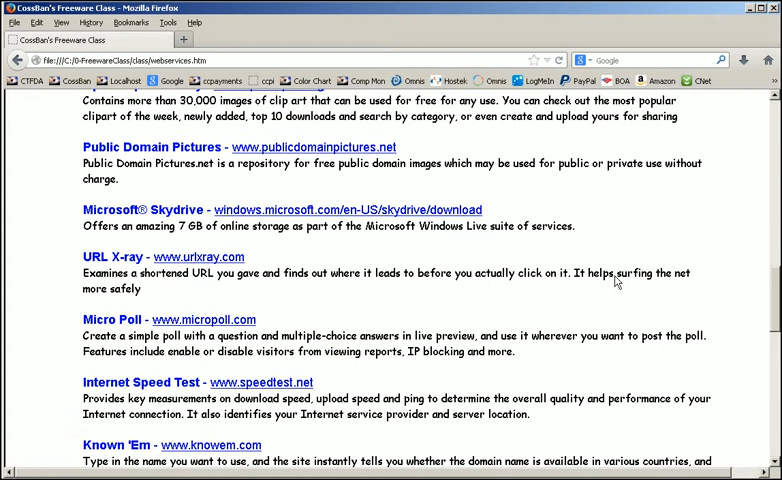 CossBan's Freeware Class - Mozilla Firefox
File Edit View History Bookmarks Tools Help
CossBan's Freeware Class
file:///C:/0-FreewareClass/class/webservices.htm
Google
CTFDA CossBan Localhost Google ccpayments ccpi Color Chart Comp Mon Omnis Hostek Omnis LogMeIn PayPal BOA Amazon CNet
Contains more than 30,000 images of clip art that can be used for free for any use. You can check out the most popular
clipart of the week, newly added, top 10 downloads and search by category, or even create and upload yours for sharing
Public Domain Pictures - www.publicdomainpictures.net
Public Domain Pictures.net is a repository for free public domain images which may be used for public or private use without
charge.
Microsoft® Skydrive - windows.microsoft.com/en-US/skydrive/download
Offers an amazing 7 GB of online storage as part of the Microsoft Windows Live suite of services.
URL X-ray - www.urlxray.com
Examines a shortened URL you gave and finds out where it leads to before you actually click on it. It helps surfing the net
more safely
Micro Poll - www.micropoll.com
Create a simple poll with a question and multiple-choice answers in live preview, and use it wherever you want to post the poll.
Features include enable or disable visitors from viewing reports, IP blocking and more.
Internet Speed Test - www.speedtest.net
Provides key measurements on download speed, upload speed and ping to determine the overall quality and performance of your
Internet connection. It also identifies your Internet service provider and server location.
Known 'Em - www.knowem.com
Type in the name you want to use, and the site instantly tells you whether the domain name is available in various countries, and